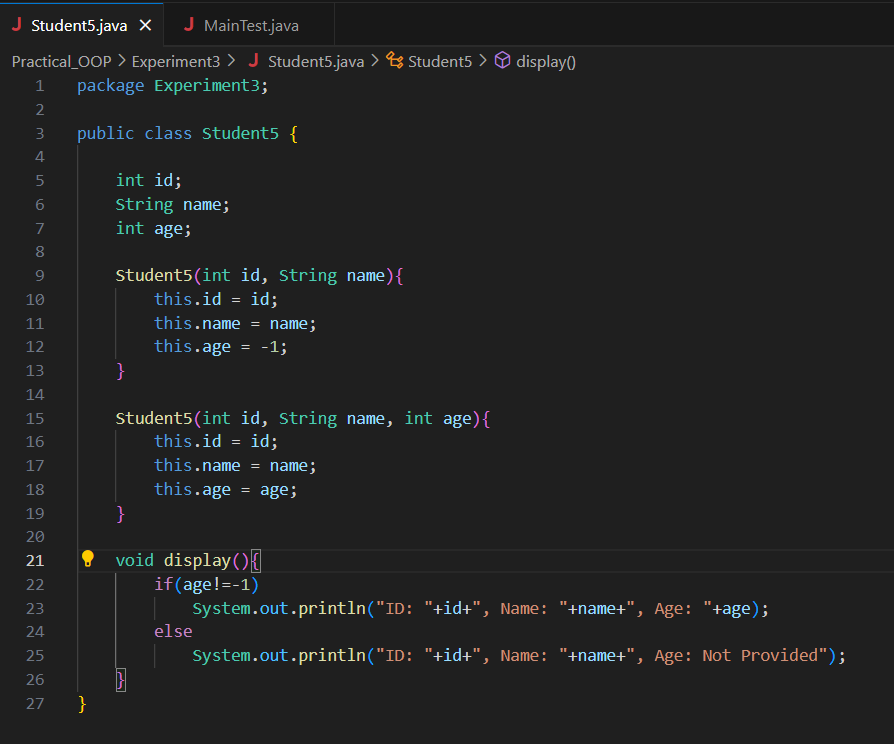 Student5.java
MainTest.java
Practical_OOP > Experiment3 > Student5.java > Student5 > display()
1 package Experiment3;
2
3 public class Student5 {
4
5     int id;
6     String name;
7     int age;
8
9     Student5(int id, String name){
10         this.id = id;
11         this.name = name;
12         this.age = -1;
13     }
14
15     Student5(int id, String name, int age){
16         this.id = id;
17         this.name = name;
18         this.age = age;
19     }
20
21     void display(){
22         if(age!=-1)
23             System.out.println("ID: "+id+", Name: "+name+", Age: "+age);
24         else
25             System.out.println("ID: "+id+", Name: "+name+", Age: Not Provided");
26     }
27 }